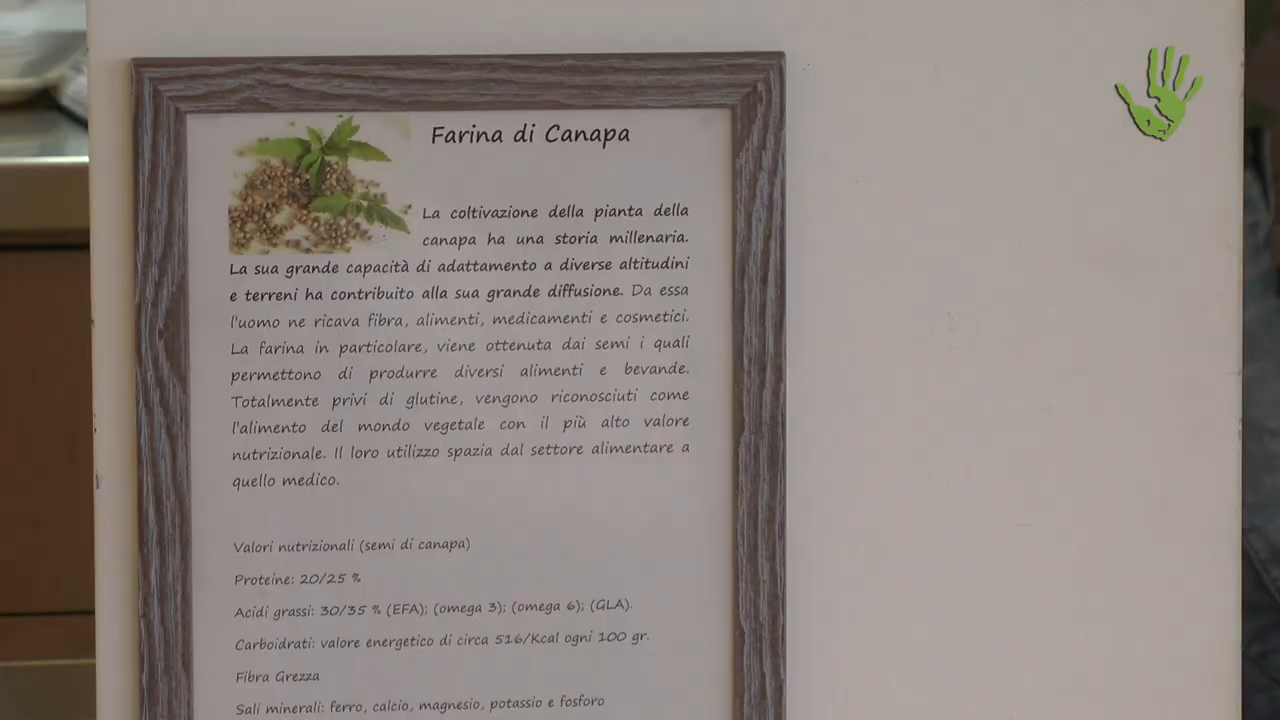 Farina di Canapa
La coltivazione della pianta della
canapa ha una storia millenaria.
La sua grande capacità di adattamento a diverse altitudini
e terreni ha contribuito alla sua grande diffusione. Da essa
l'uomo ne ricava fibra, alimenti, medicamenti e cosmetici.
La farina in particolare, viene ottenuta dai semi i quali
permettono di produrre diversi alimenti e bevande.
Totalmente privi di glutine, vengono riconosciuti come
l'alimento del mondo vegetale con il più alto valore
nutrizionale. Il loro utilizzo spazia dal settore alimentare a
quello medico.
Valori nutrizionali (semi di canapa)
Proteine: 20/25 %
Acidi grassi: 30/35 % (EFA); (omega 3); (omega 6); (GLA).
Carboidrati: valore energetico di circa 516/Kcal ogni 100 gr.
Fibra Grezza
Sali minerali: ferro, calcio, magnesio, potassio e fosforo